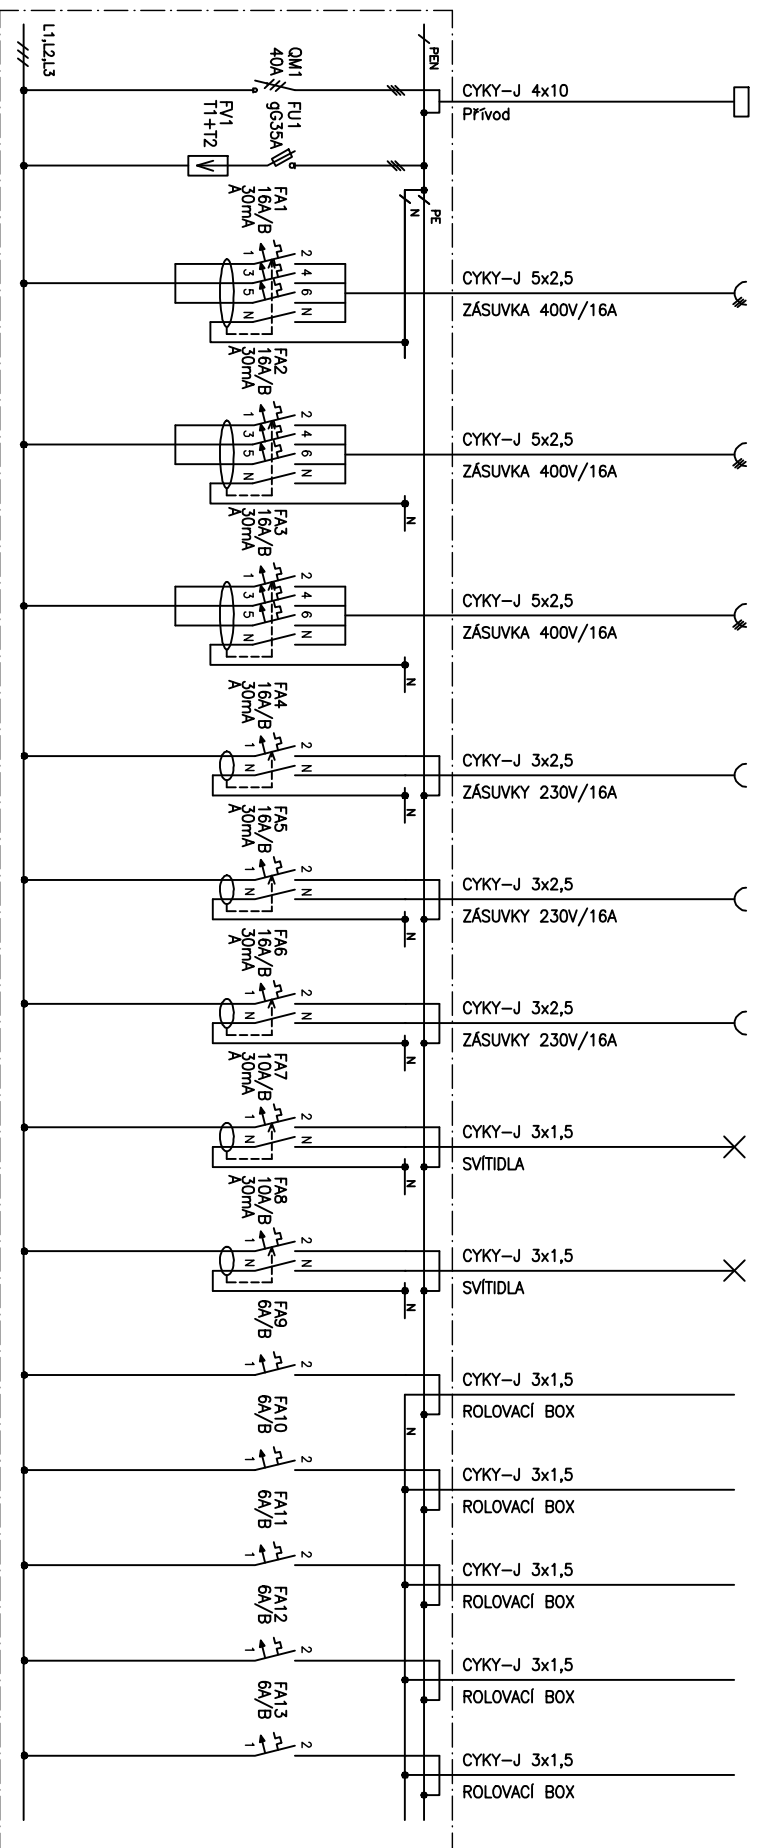 L1,L2,L3
PEN
QM1
40A
CYKY-J 4x10
Přívod
FU1
gG35A
FV1
T1+T2
PE
N
FA1
16A/B
30mA
A
1
2
3
4
5
6
N
N
CYKY-J 5x2,5
ZÁSUVKA 400V/16A
FA2
16A/B
30mA
A
1
2
3
4
5
6
N
N
N
CYKY-J 5x2,5
ZÁSUVKA 400V/16A
FA3
16A/B
30mA
A
1
2
3
4
5
6
N
N
N
CYKY-J 5x2,5
ZÁSUVKA 400V/16A
FA4
16A/B
30mA
A
1
2
N
N
N
CYKY-J 3x2,5
ZÁSUVKY 230V/16A
FA5
16A/B
30mA
A
1
2
N
N
N
CYKY-J 3x2,5
ZÁSUVKY 230V/16A
FA6
16A/B
30mA
A
1
2
N
N
N
CYKY-J 3x2,5
ZÁSUVKY 230V/16A
FA7
10A/B
30mA
A
1
2
N
N
N
CYKY-J 3x1,5
SVÍTIDLA
FA8
10A/B
30mA
A
1
2
N
N
N
CYKY-J 3x1,5
SVÍTIDLA
FA9
6A/B
1
2
N
CYKY-J 3x1,5
ROLOVACÍ BOX
FA10
6A/B
1
2
CYKY-J 3x1,5
ROLOVACÍ BOX
FA11
6A/B
1
2
CYKY-J 3x1,5
ROLOVACÍ BOX
FA12
6A/B
1
2
CYKY-J 3x1,5
ROLOVACÍ BOX
FA13
6A/B
1
2
CYKY-J 3x1,5
ROLOVACÍ BOX